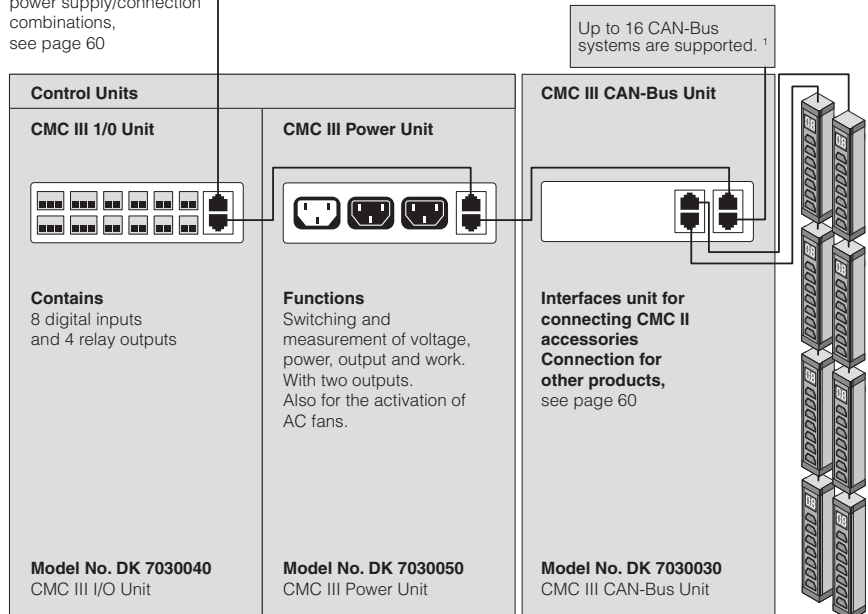 power supply/connection
combinations,
see page 60
Up to 16 CAN-Bus
systems are supported. 1
Control Units
CMC III 1/0 Unit
CMC III Power Unit
CMC III CAN-Bus Unit
Contains
8 digital inputs
and 4 relay outputs
Functions
Switching and
measurement of voltage,
power, output and work.
With two outputs.
Also for the activation of
AC fans.
Interfaces unit for
connecting CMC II
accessories
Connection for
other products,
see page 60
Model No. DK 7030040
CMC III I/O Unit
Model No. DK 7030050
CMC III Power Unit
Model No. DK 7030030
CMC III CAN-Bus Unit